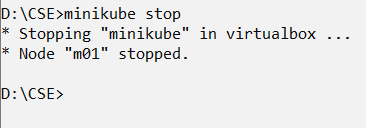 D:\CSE>minikube stop
* Stopping "minikube" in virtualbox ...
* Node "m01" stopped.
D:\CSE>